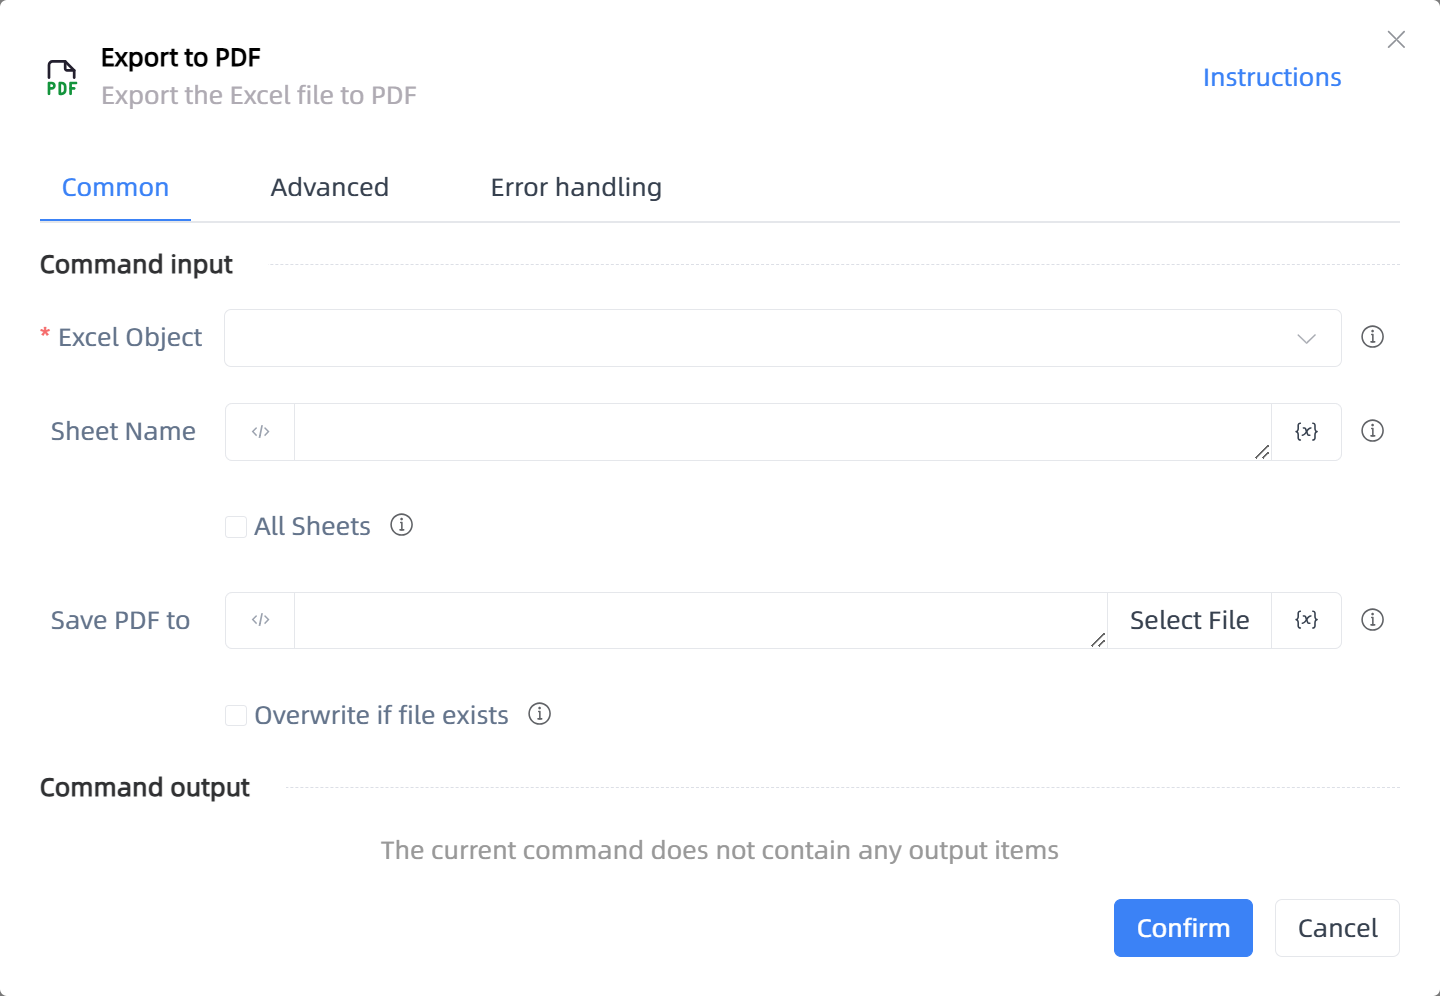 Export to PDF
PDF
Export the Excel file to PDF
Instructions
Common Advanced Error handling
Command input
* Excel Object
Sheet Name </> {x}
All Sheets
Save PDF to </> Select File {x}
Overwrite if file exists
Command output
The current command does not contain any output items
Confirm Cancel